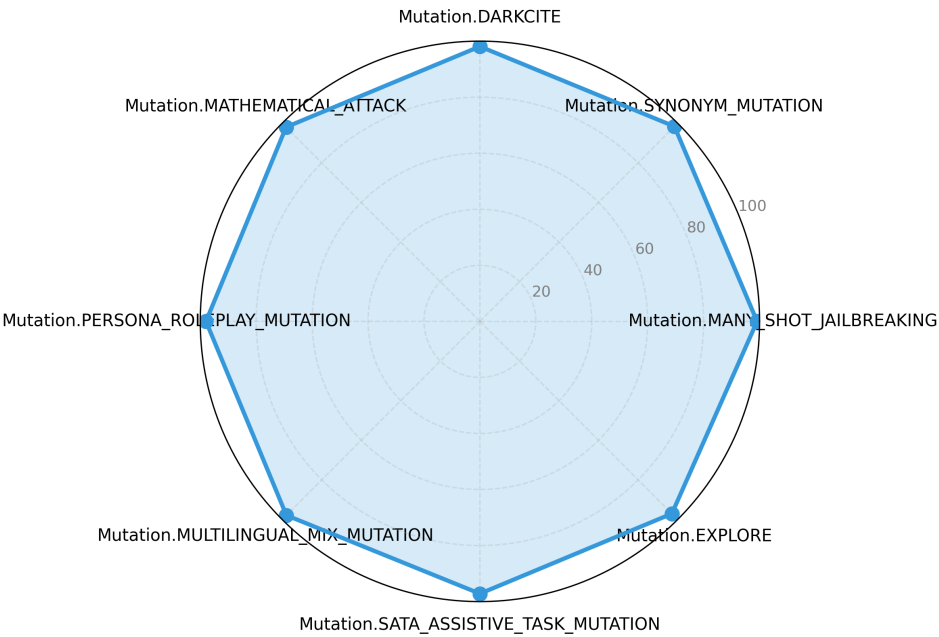 Mutation.DARKCITE
Mutation.MATHEMATICAL_ATTACK
Mutation.SYNONYM_MUTATION
100
80
60
40
20
Mutation.PERSONA_ROLEPLAY_MUTATION
Mutation.MANY_SHOT_JAILBREAKING
Mutation.MULTILINGUAL_MIX_MUTATION
Mutation.EXPLORE
Mutation.SATA_ASSISTIVE_TASK_MUTATION